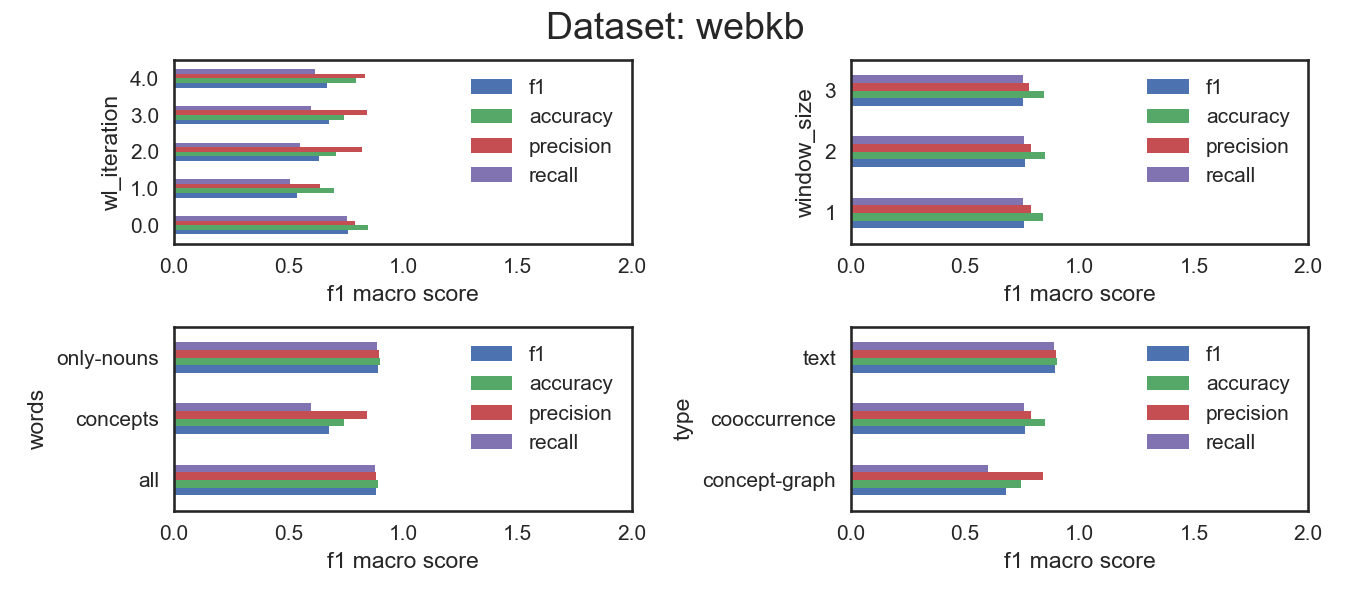 Dataset: webkb
wl_iteration
4.0
3.0
2.0
1.0
0.0
f1
accuracy
precision
recall
0.0 0.5 1.0 1.5 2.0
f1 macro score
window_size
3
2
1
f1
accuracy
precision
recall
0.0 0.5 1.0 1.5 2.0
f1 macro score
words
only-nouns
concepts
all
f1
accuracy
precision
recall
0.0 0.5 1.0 1.5 2.0
f1 macro score
type
text
cooccurrence
concept-graph
f1
accuracy
precision
recall
0.0 0.5 1.0 1.5 2.0
f1 macro score